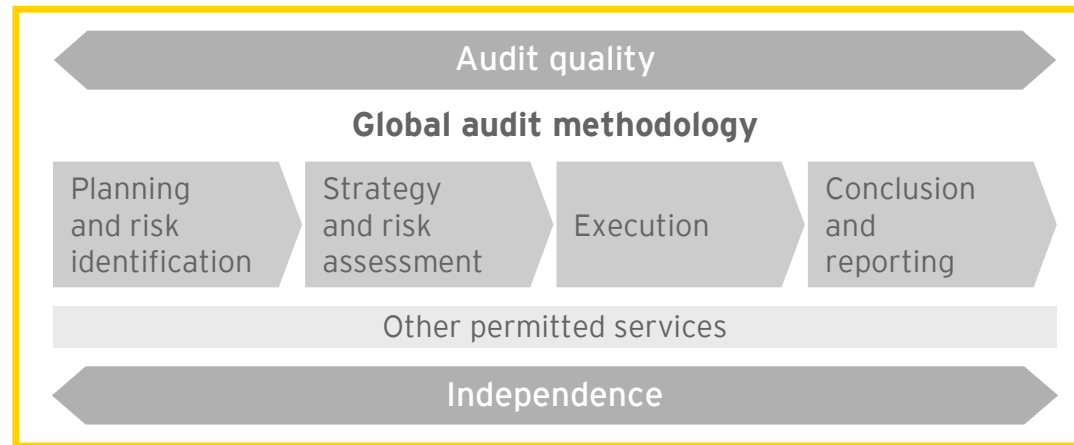 Audit quality
Global audit methodology
Planning
and risk
identification
Strategy
and risk
assessment
Execution
Conclusion
and
reporting
Other permitted services
Independence